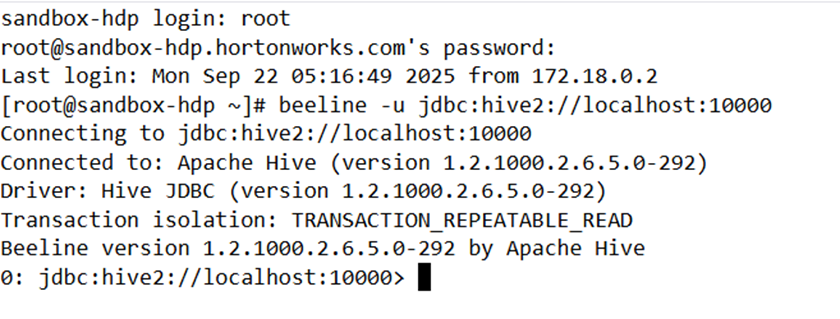 sandbox-hdp login: root
root@sandbox-hdp.hortonworks.com's password:
Last login: Mon Sep 22 05:16:49 2025 from 172.18.0.2
[root@sandbox-hdp ~]# beeline -u jdbc:hive2://localhost:10000
Connecting to jdbc:hive2://localhost:10000
Connected to: Apache Hive (version 1.2.1000.2.6.5.0-292)
Driver: Hive JDBC (version 1.2.1000.2.6.5.0-292)
Transaction isolation: TRANSACTION_REPEATABLE_READ
Beeline version 1.2.1000.2.6.5.0-292 by Apache Hive
0: jdbc:hive2://localhost:10000>